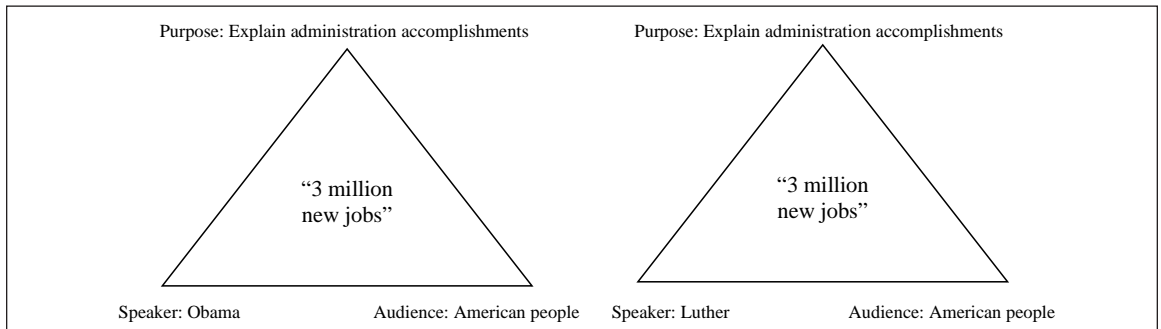 Purpose: Explain administration accomplishments
“3 million
new jobs”
Speaker: Obama
Audience: American people
Purpose: Explain administration accomplishments
“3 million
new jobs”
Speaker: Luther
Audience: American people